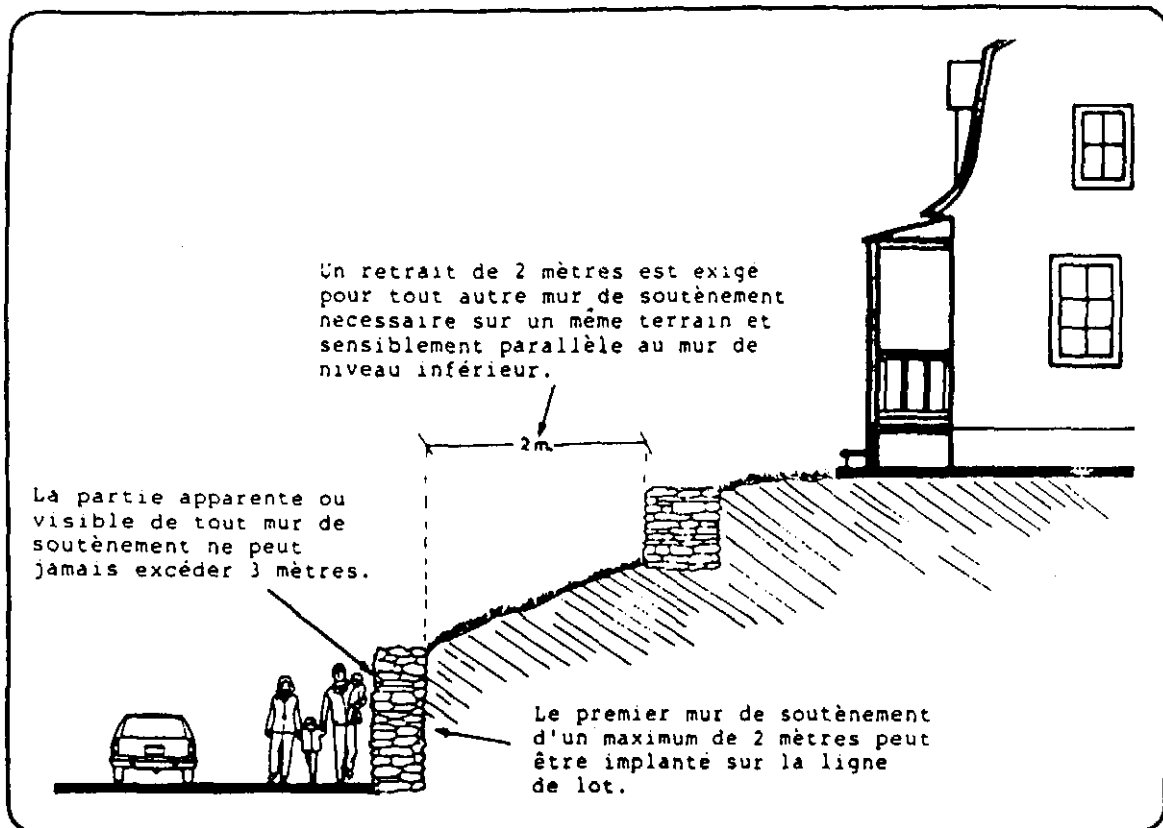 Un retrait de 2 mètres est exigé
pour tout autre mur de soutènement
necessaire sur un même terrain et
sensiblement parallèle au mur de
niveau inférieur.
2 m.
La partie apparente ou
visible de tout mur de
soutènement ne peut
jamais excéder 3 mètres.
Le premier mur de soutènement
d'un maximum de 2 mètres peut
être implanté sur la ligne
de lot.